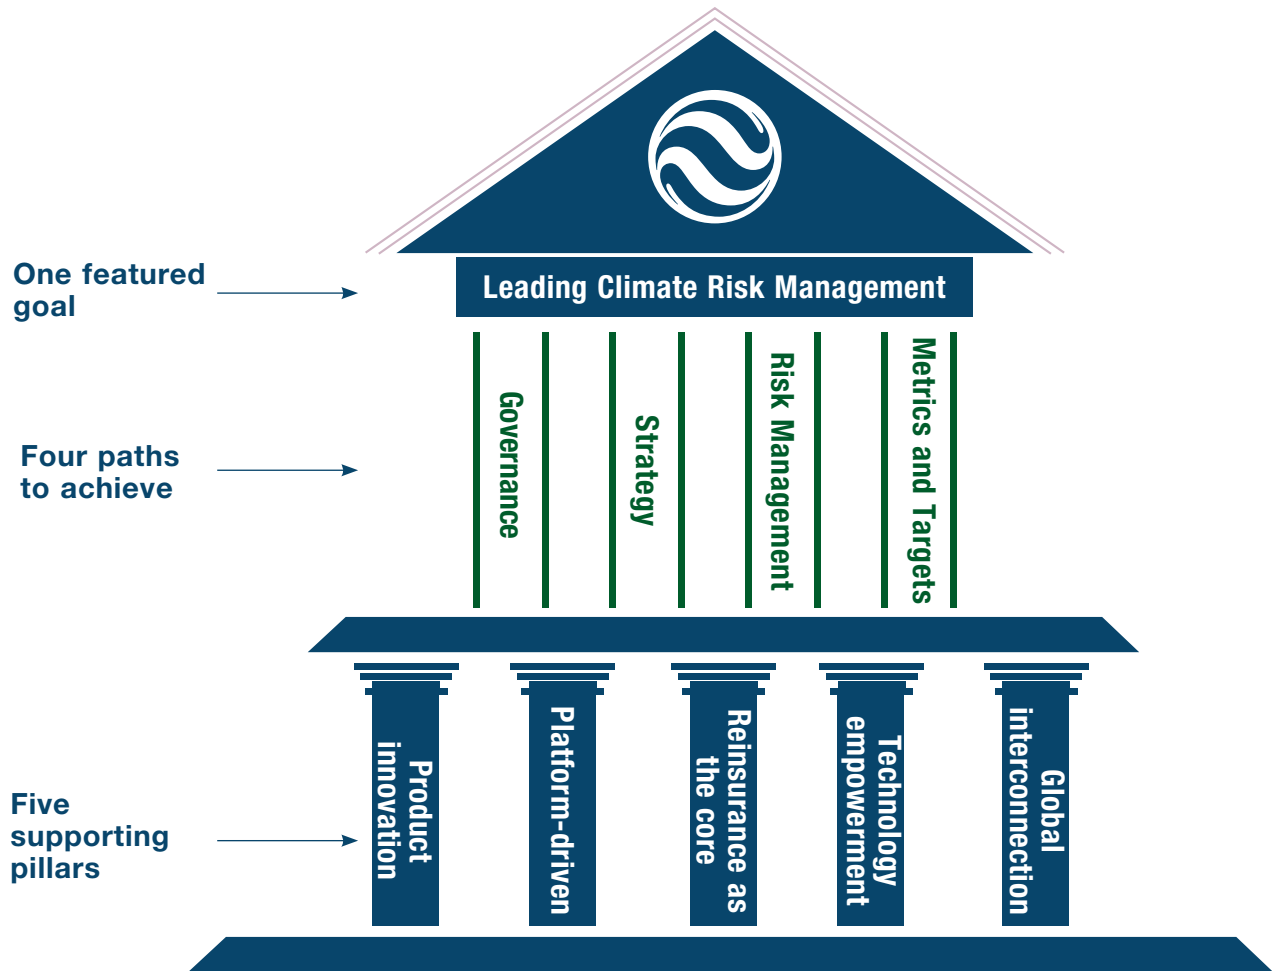 One featured
goal
Leading Climate Risk Management
Four paths
to achieve
Governance
Strategy
Risk Management
Metrics and Targets
Five
supporting
pillars
Product
innovation
Platform-driven
Reinsurance as
the core
Technology
empowerment
Global
interconnection